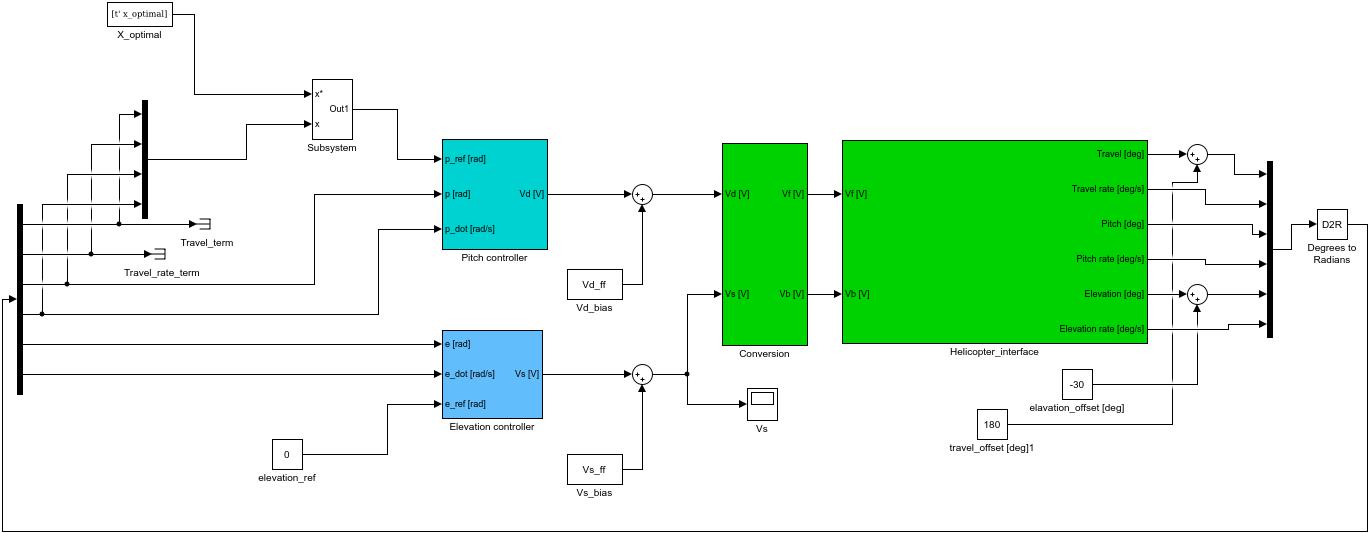 [t' x_optimal]
X_optimal
x*
Out1
x
Subsystem
Travel_term
Travel_rate_term
p_ref [rad]
p [rad]
Vd [V]
p_dot [rad/s]
Pitch controller
Vd_ff
Vd_bias
e [rad]
e_dot [rad/s]
Vs [V]
e_ref [rad]
Elevation controller
0
elevation_ref
Vs_ff
Vs_bias
Vd [V]
Vf [V]
Vs [V]
Vb [V]
Conversion
Vs
Vf [V]
Vb [V]
Travel [deg]
Travel rate [deg/s]
Pitch [deg]
Pitch rate [deg/s]
Elevation [deg]
Elevation rate [deg/s]
Helicopter_interface
-30
elavation_offset [deg]
180
travel_offset [deg]1
D2R
Degrees to
Radians